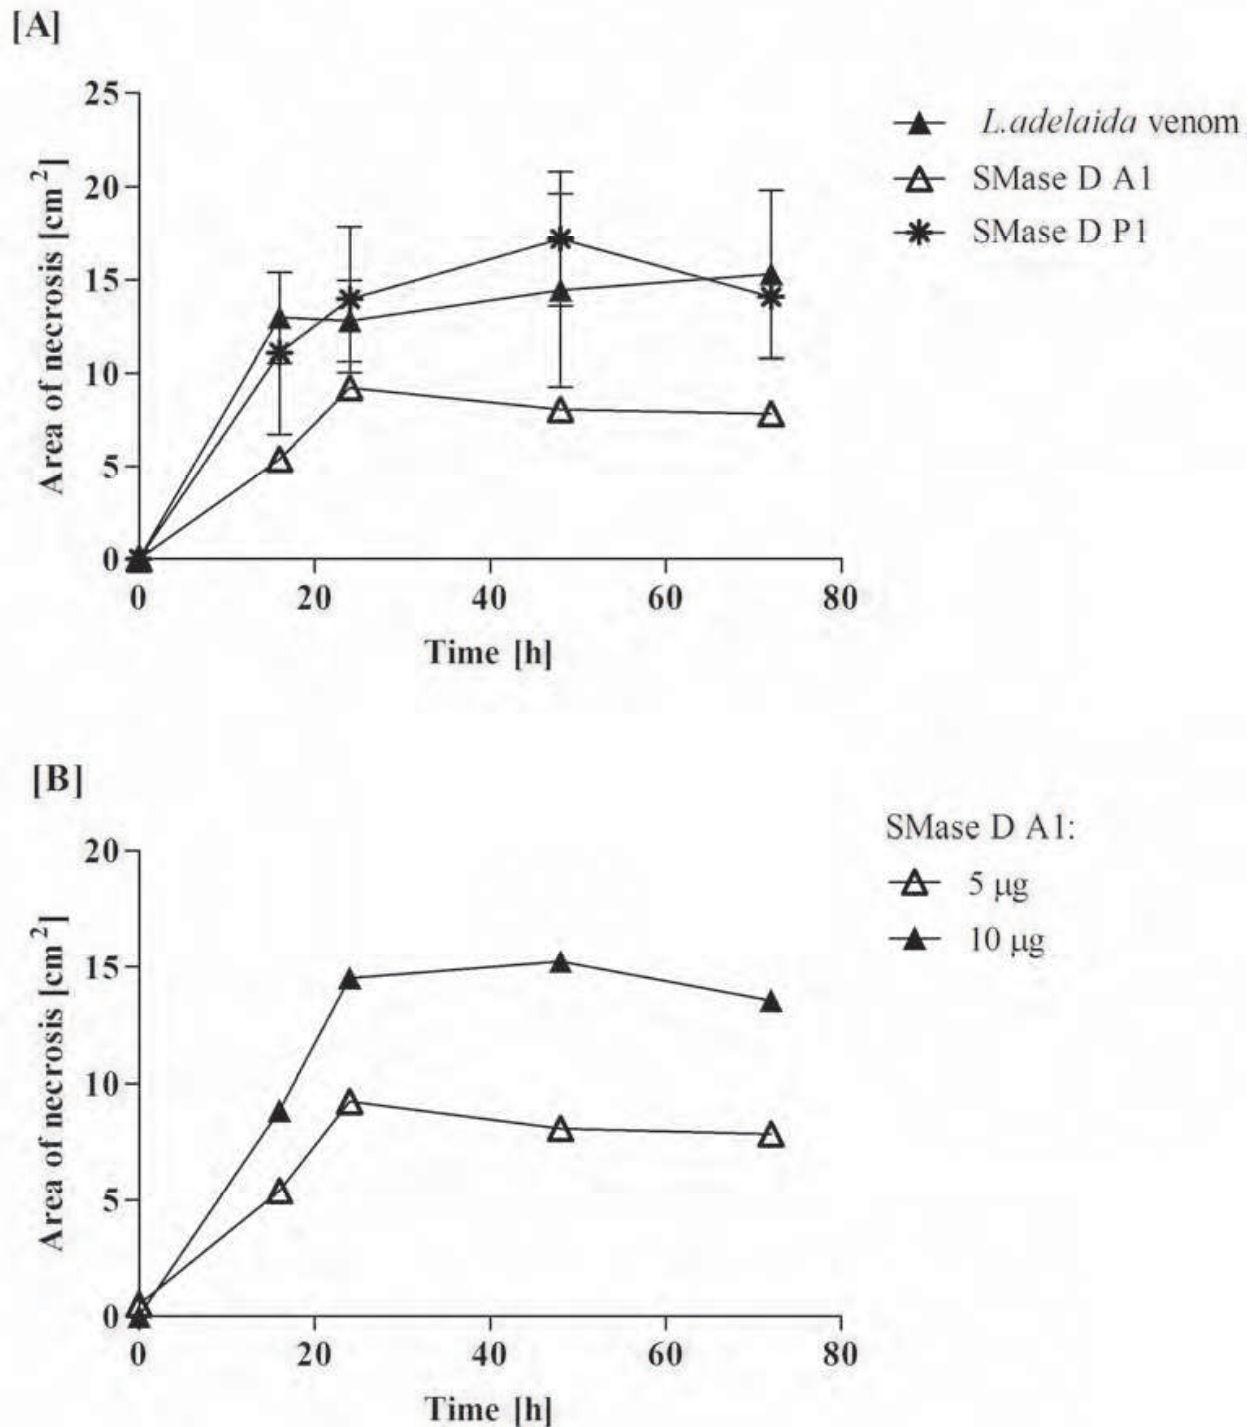 [A]
25
20
15
10
5
0
Area of necrosis [cm²]
0 20 40 60 80
Time [h]
L.adelaida venom
SMase D A1
SMase D P1
[B]
20
15
10
5
0
Area of necrosis [cm²]
0 20 40 60 80
Time [h]
SMase D A1:
5 μg
10 μg